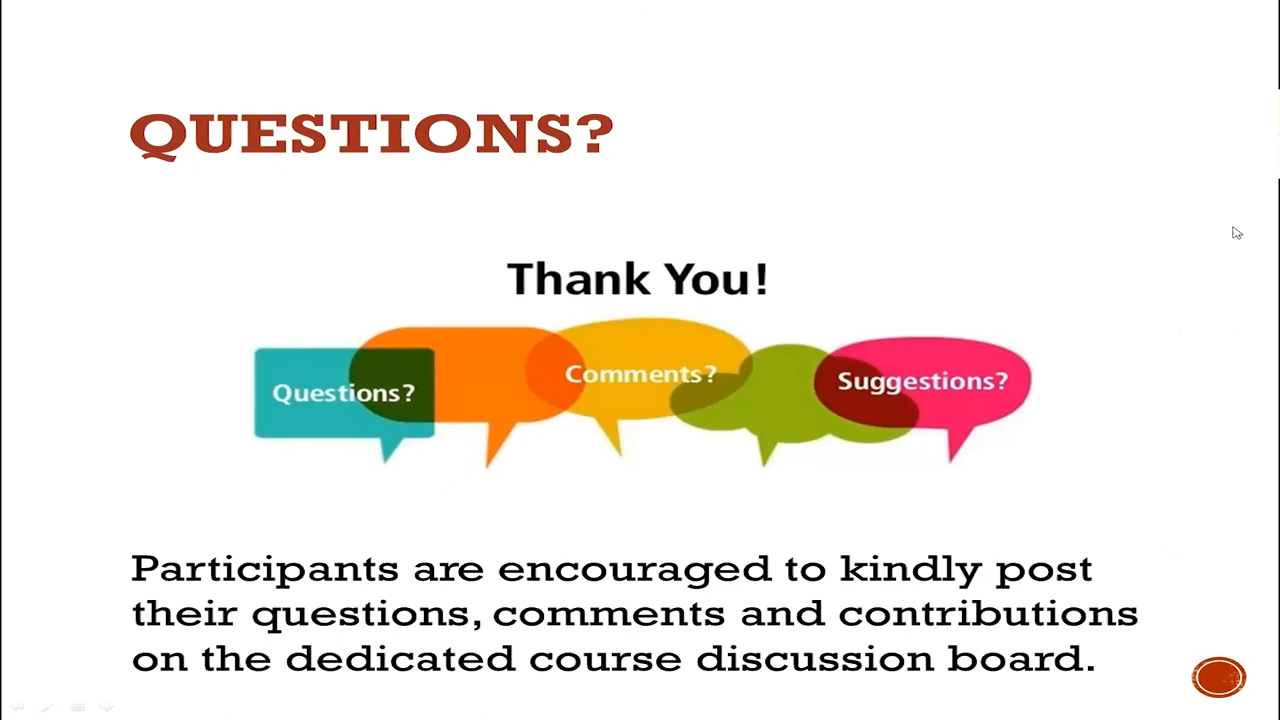 QUESTIONS?
Thank You!
Questions?
Comments?
Suggestions?
Participants are encouraged to kindly post
their questions, comments and contributions
on the dedicated course discussion board.